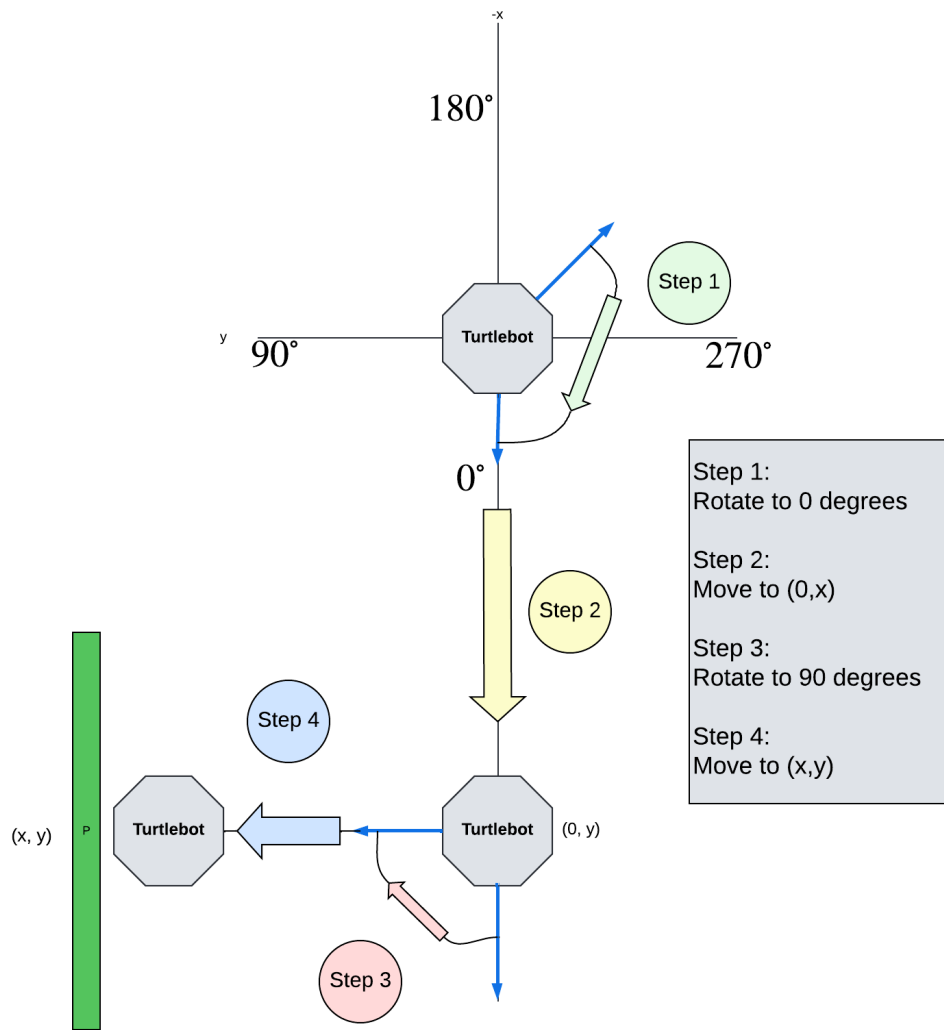 -x
180°
Step 1
Turtlebot
y
90°
270°
0°
Step 1:
Rotate to 0 degrees
Step 2:
Move to (0,x)
Step 3:
Rotate to 90 degrees
Step 4:
Move to (x,y)
Step 2
Step 4
(x, y)
P
Turtlebot
Turtlebot
(0, y)
Step 3